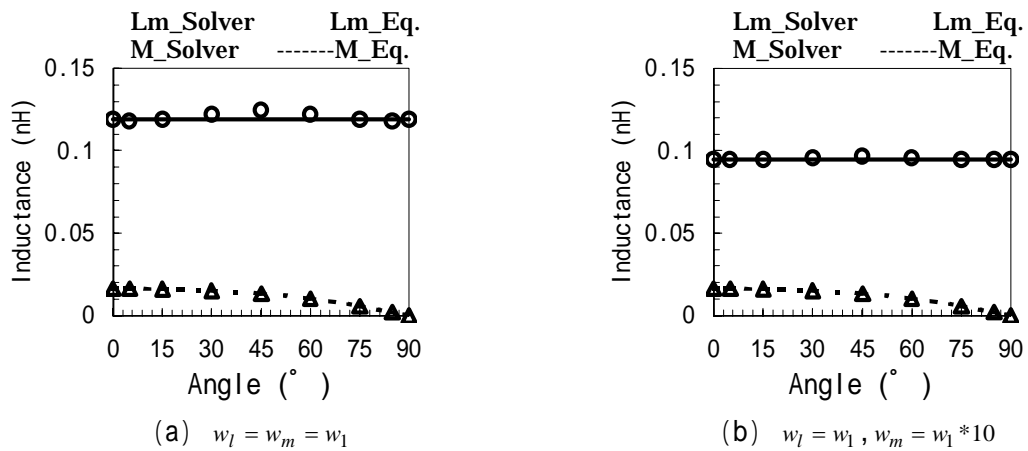 Lm_Solver Lm_Eq.
M_Solver -------M_Eq.
0.15
0.1
0.05
0
Inductance (nH)
0 15 30 45 60 75 90
Angle (° )
(a) w_l = w_m = w_1
Lm_Solver Lm_Eq.
M_Solver ------M_Eq.
0.15
0.1
0.05
0
Inductance (nH)
0 15 30 45 60 75 90
Angle (° )
(b) w_l = w_1 , w_m = w_1 *10